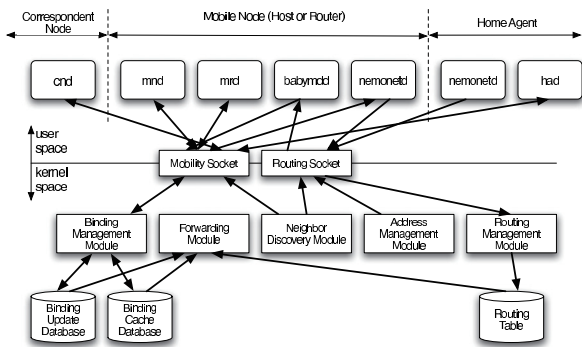 Correspondent
Node
Mobile Node (Host or Router)
Home Agent
cnd
mnd
mrd
babymdd
nemonetd
nemonetd
had
user
space
kernel
space
Mobility Socket
Routing Socket
Binding
Management
Module
Forwarding
Module
Neighbor
Discovery Module
Address
Management
Module
Routing
Management
Module
Binding
Update
Database
Binding
Cache
Database
Routing
Table